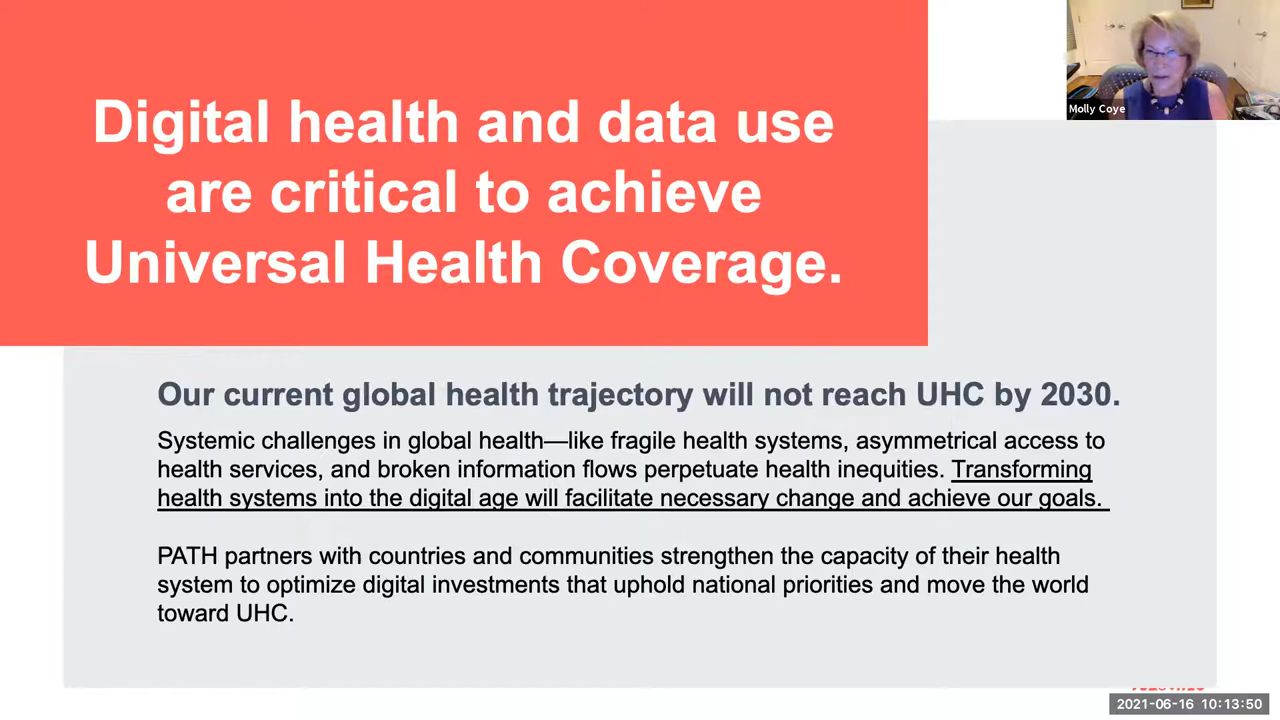 Digital health and data use
are critical to achieve
Universal Health Coverage.
Molly Coye
Our current global health trajectory will not reach UHC by 2030.
Systemic challenges in global health—like fragile health systems, asymmetrical access to
health services, and broken information flows perpetuate health inequities. Transforming
health systems into the digital age will facilitate necessary change and achieve our goals.
PATH partners with countries and communities strengthen the capacity of their health
system to optimize digital investments that uphold national priorities and move the world
toward UHC.
2021-06-16 10:13:50